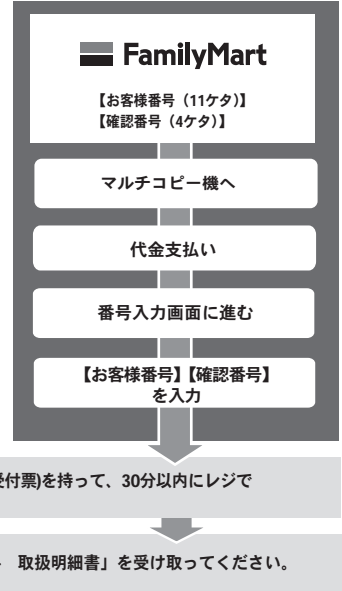 FamilyMart
【お客様番号（11ケタ）】
【確認番号（4ケタ）】
マルチコピー機へ
代金支払い
番号入力画面に進む
【お客様番号】【確認番号】
を入力
付票)を持って、30分以内にレジで
取扱明細書」を受け取ってください。